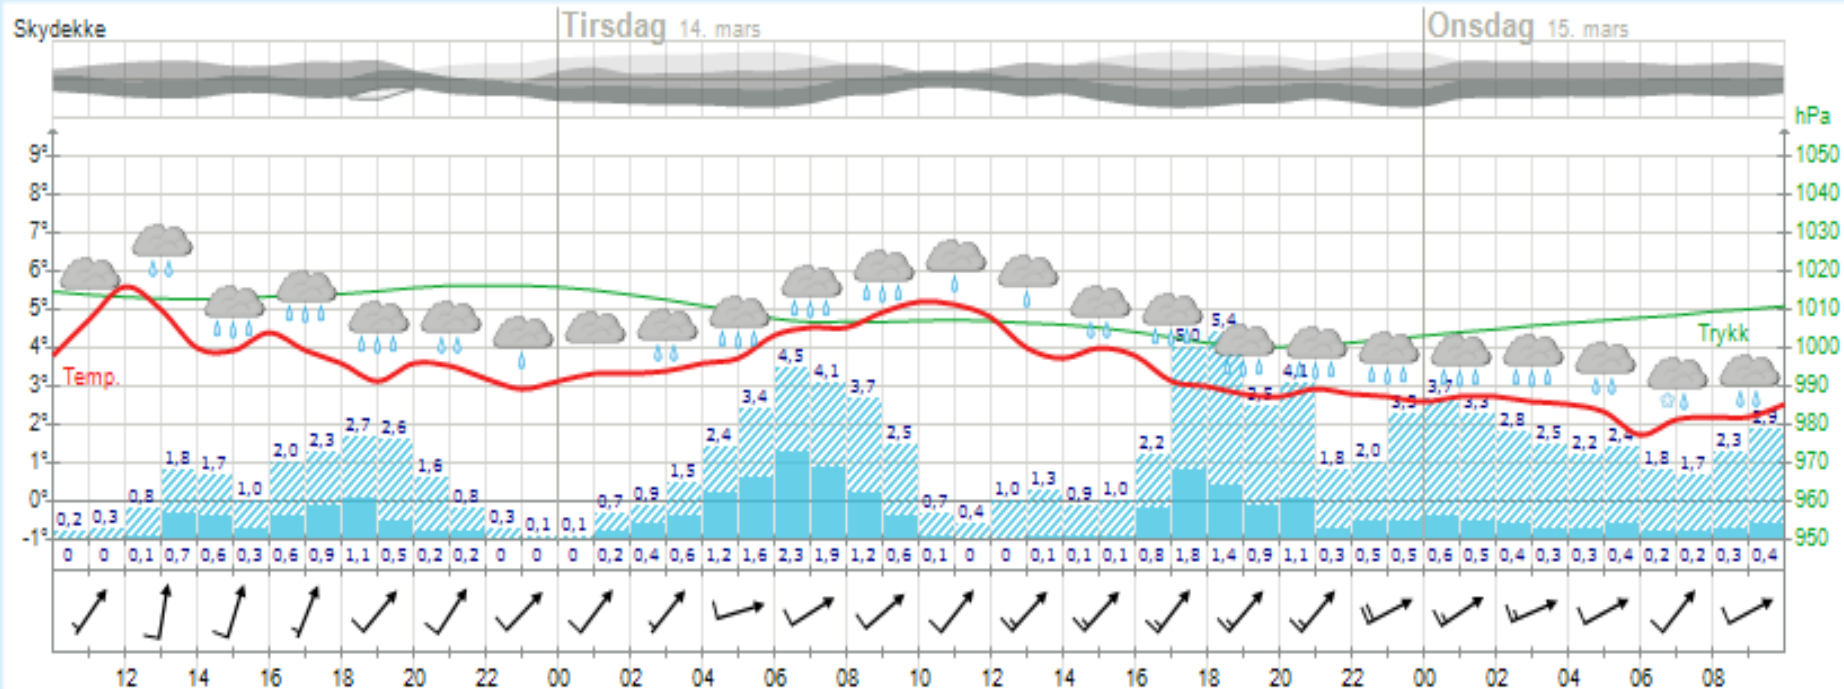 Skydekke
Tirsdag 14. mars
Onsdag 15. mars
hPa
9° 1050
8° 1040
7° 1030
6° 1020
5° 1010
4° 1000
3° 990
2° 980
1° 970
0° 960
-1° 950
Trykk
Temp.
0,2 0,3 0,8 1,8 1,7 1,0 2,0 2,3 2,7 2,6 1,6 0,8 0,3 0,1 0,1 0,7 0,9 1,5 2,4 3,4 4,5 4,1 3,7 2,5 0,7 0,4 1,0 1,3 0,9 1,0 2,2 5,0 5,4 4,1 1,8 2,0 3,7 3,3 2,8 2,5 2,2 2,4 1,8 1,7 2,3 2,9
0 0 0,1 0,7 0,6 0,3 0,6 0,9 1,1 0,5 0,2 0,2 0 0 0 0,2 0,4 0,6 1,2 1,6 2,3 1,9 1,2 0,6 0,1 0 0 0,1 0,1 0,1 0,8 1,8 1,4 0,9 1,1 0,3 0,5 0,5 0,6 0,5 0,4 0,3 0,3 0,4 0,2 0,2 0,3 0,4
12 14 16 18 20 22 00 02 04 06 08 10 12 14 16 18 20 22 00 02 04 06 08